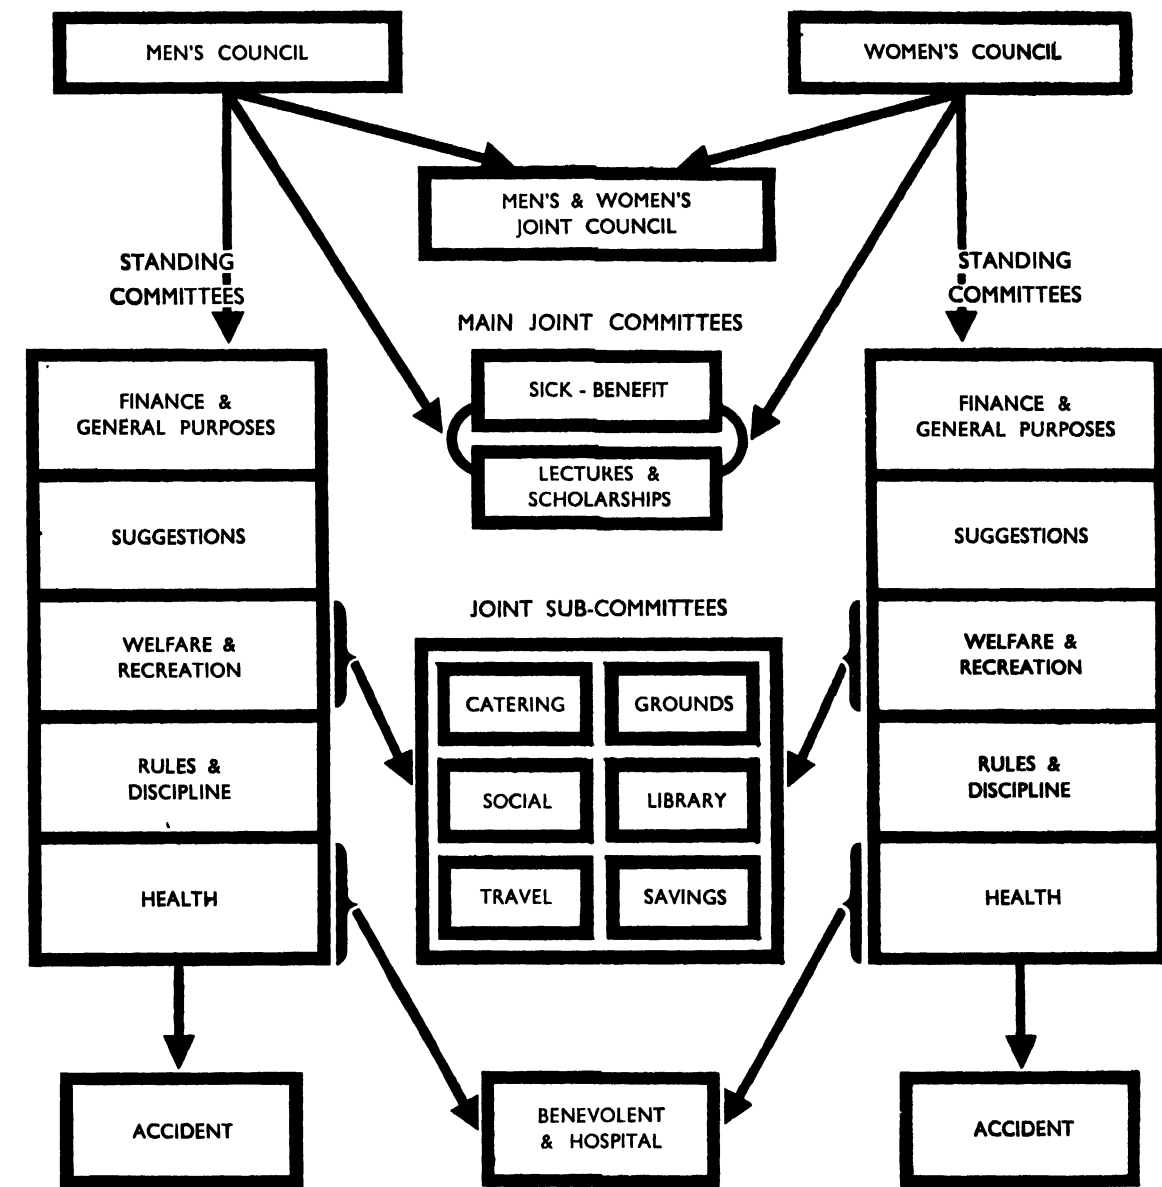 MEN'S COUNCIL
WOMEN'S COUNCIL
MEN'S & WOMEN'S
JOINT COUNCIL
STANDING
COMMITTEES
STANDING
COMMITTEES
MAIN JOINT COMMITTEES
SICK - BENEFIT
LECTURES &
SCHOLARSHIPS
FINANCE &
GENERAL PURPOSES
SUGGESTIONS
WELFARE &
RECREATION
RULES &
DISCIPLINE
HEALTH
FINANCE &
GENERAL PURPOSES
SUGGESTIONS
WELFARE &
RECREATION
RULES &
DISCIPLINE
HEALTH
JOINT SUB-COMMITTEES
CATERING
GROUNDS
SOCIAL
LIBRARY
TRAVEL
SAVINGS
ACCIDENT
BENEVOLENT
& HOSPITAL
ACCIDENT